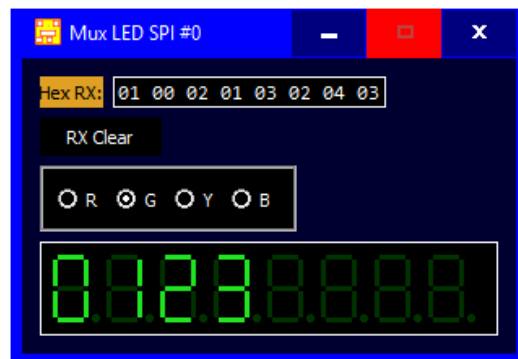 Mux LED SPI #0
Hex RX: 01 00 02 01 03 02 04 03
RX Clear
R G Y B
0123